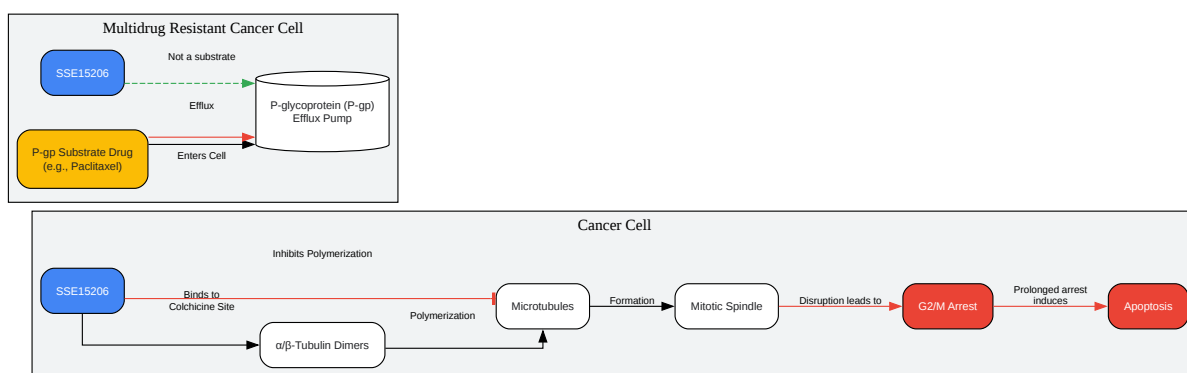 Multidrug Resistant Cancer Cell
Not a substrate
SSE15206
Efflux
P-glycoprotein (P-gp)
Efflux Pump
P-gp Substrate Drug
(e.g., Paclitaxel)
Enters Cell
Cancer Cell
Inhibits Polymerization
SSE15206
Binds to
Colchicine Site
Polymerization
Microtubules
Formation
Mitotic Spindle
Disruption leads to
G2/M Arrest
Prolonged arrest
induces
Apoptosis
α/β-Tubulin Dimers